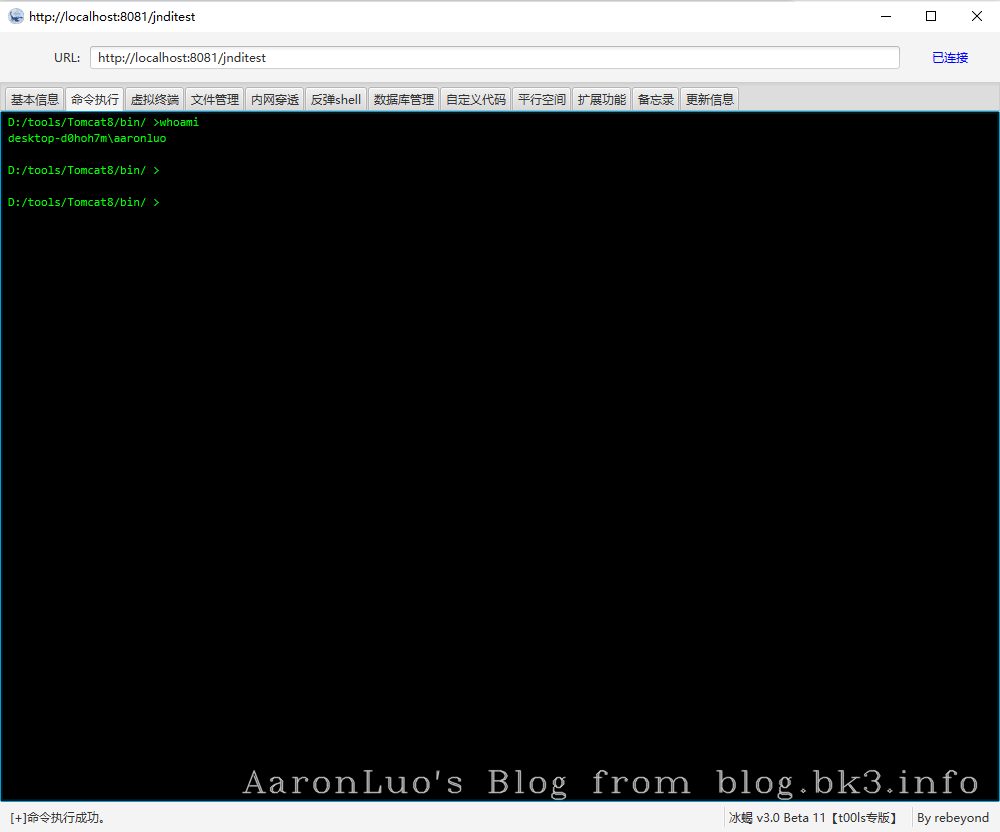 http://localhost:8081/jnditest
URL: http://localhost:8081/jnditest 已连接
基本信息 命令执行 虚拟终端 文件管理 内网穿透 反弹shell 数据库管理 自定义代码 平行空间 扩展功能 备忘录 更新信息
D:/tools/Tomcat8/bin/ >whoami
desktop-d0hoh7m\aaronluo
D:/tools/Tomcat8/bin/ >
D:/tools/Tomcat8/bin/ >
AaronLuo's Blog from blog.bk3.info
[+]命令执行成功。 冰蝎 v3.0 Beta 11【t00ls专版】 By rebeyond